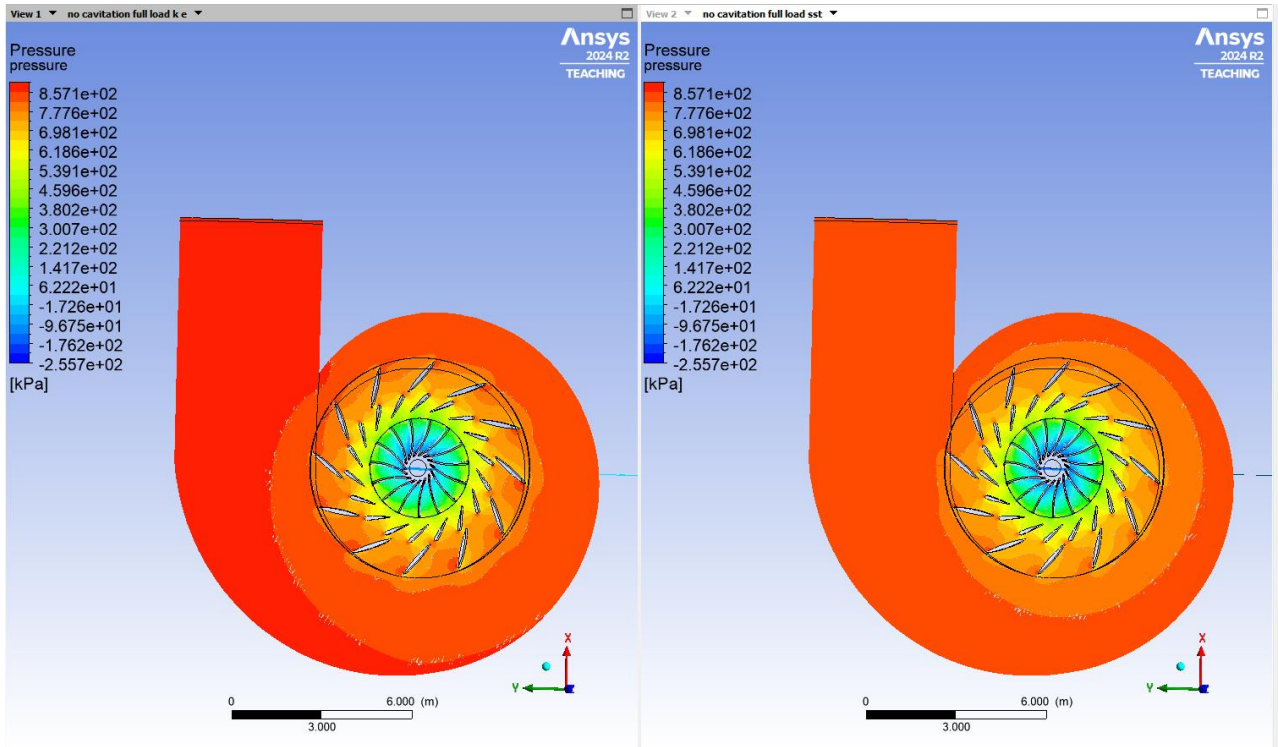 View 1 ▼ no cavitation full load k e ▼
Ansys
2024 R2
TEACHING
Pressure
pressure
8.571e+02
7.776e+02
6.981e+02
6.186e+02
5.391e+02
4.596e+02
3.802e+02
3.007e+02
2.212e+02
1.417e+02
6.222e+01
-1.726e+01
-9.675e+01
-1.762e+02
-2.557e+02
[kPa]
X
Y
0
6.000 (m)
3.000
View 2 ▼ no cavitation full load sst ▼
Ansys
2024 R2
TEACHING
Pressure
pressure
8.571e+02
7.776e+02
6.981e+02
6.186e+02
5.391e+02
4.596e+02
3.802e+02
3.007e+02
2.212e+02
1.417e+02
6.222e+01
-1.726e+01
-9.675e+01
-1.762e+02
-2.557e+02
[kPa]
X
Y
0
6.000 (m)
3.000